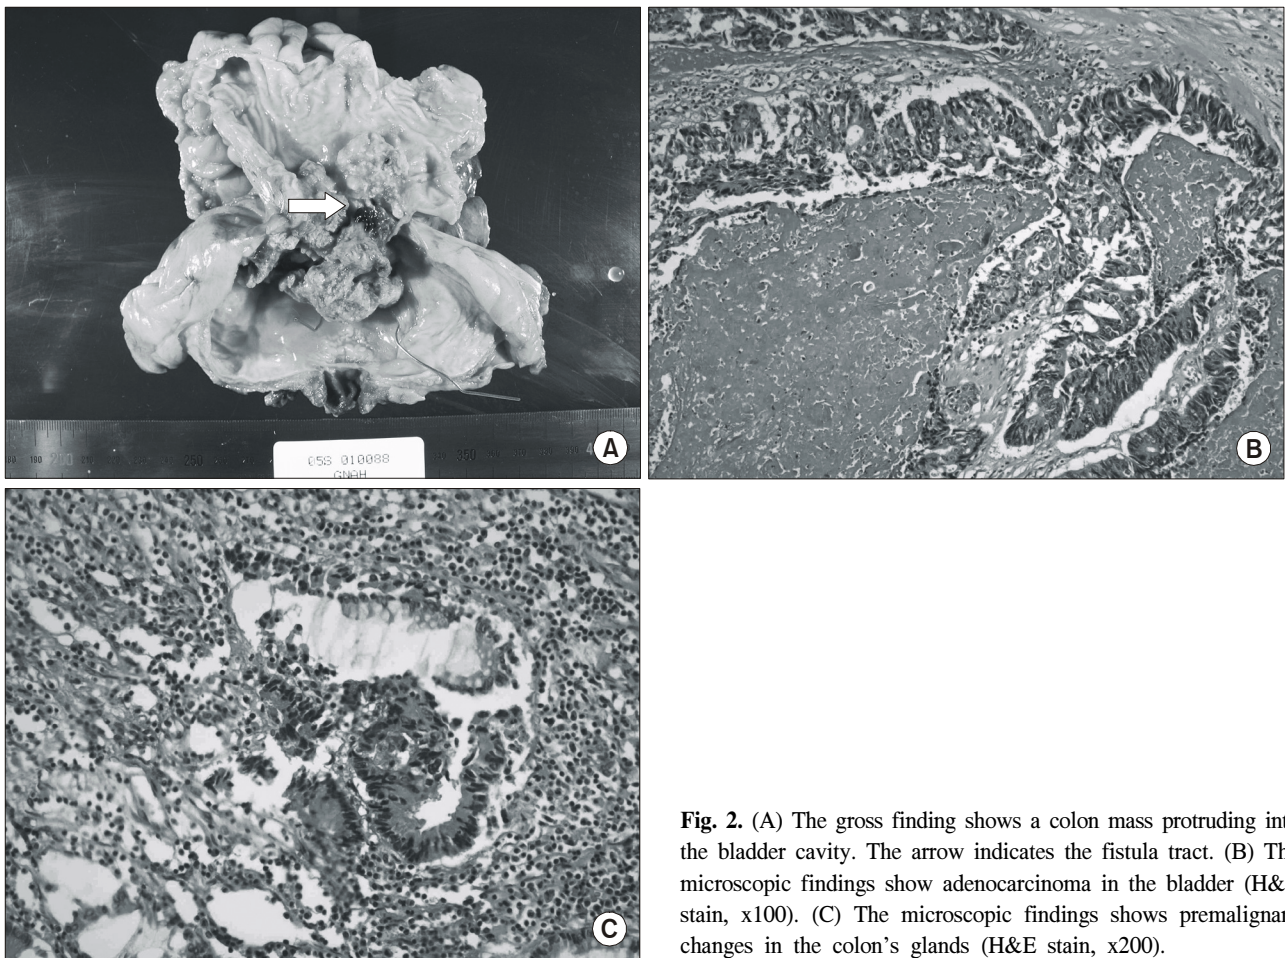 05S 010088
GNAH
A
B
C
Fig. 2. (A) The gross finding shows a colon mass protruding int
the bladder cavity. The arrow indicates the fistula tract. (B) Th
microscopic findings show adenocarcinoma in the bladder (H&
stain, x100). (C) The microscopic findings shows premalignan
changes in the colon's glands (H&E stain, x200).